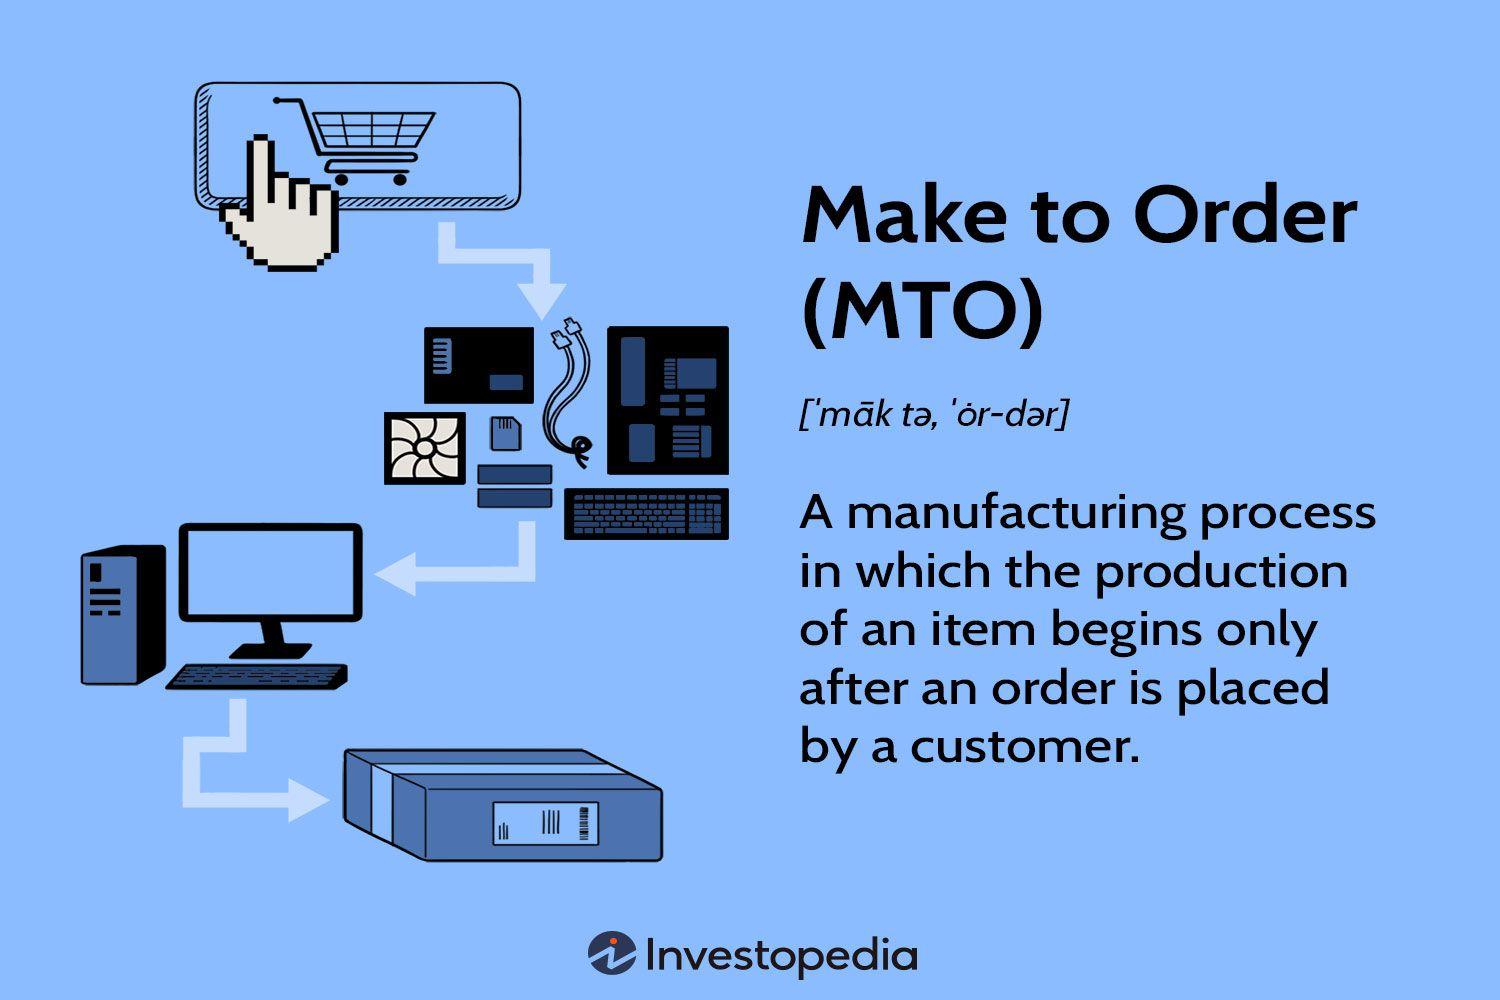 Make to Order
(MTO)
[ˈmāk tə, ˈȯr-dər]
A manufacturing process
in which the production
of an item begins only
after an order is placed
by a customer.
Investopedia